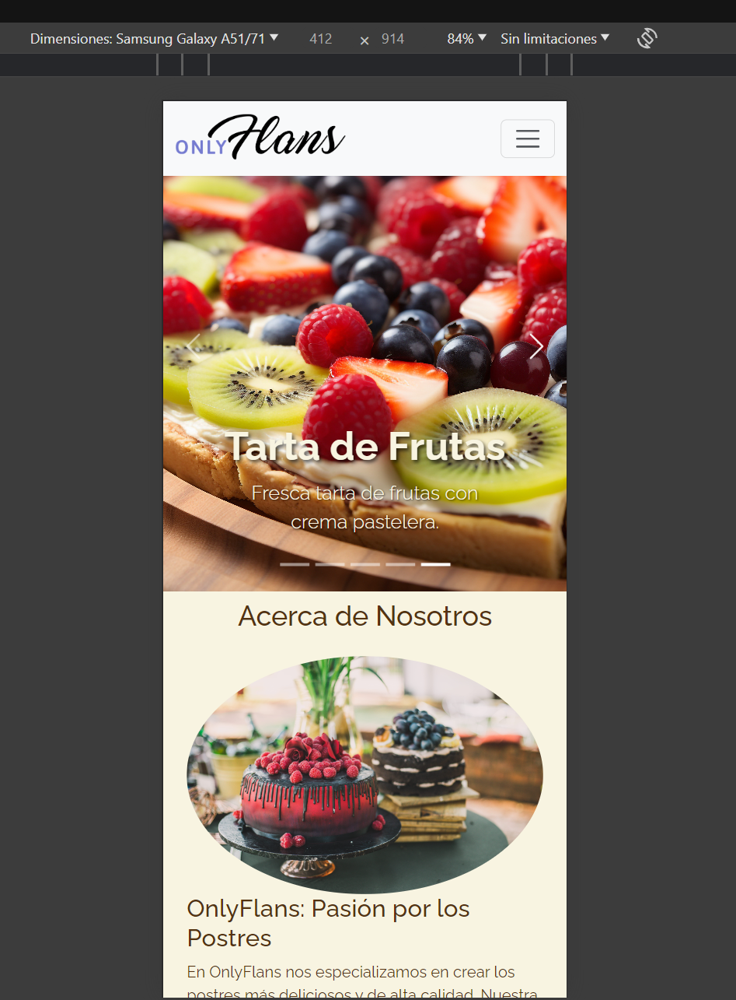 Dimensiones: Samsung Galaxy A51/71 412 × 914 84% Sin limitaciones
ONLY Flans
Tarta de Frutas
Fresca tarta de frutas con
crema pastelera.
Acerca de Nosotros
OnlyFlans: Pasión por los
Postres
En OnlyFlans nos especializamos en crear los
postres más deliciosos y de alta calidad. Nuestra